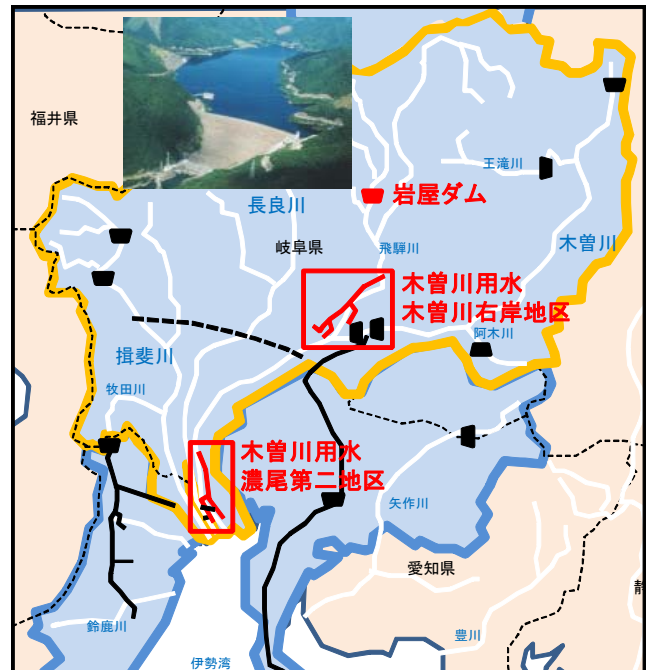 福井県
王滝川
長良川
岩屋ダム
岐阜県
飛騨川
木曽川
木曽川用水
木曽川右岸地区
阿木川
揖斐川
牧田川
木曽川用水
濃尾第二地区
矢作川
愛知県
静
鈴鹿川
豊川
伊勢湾